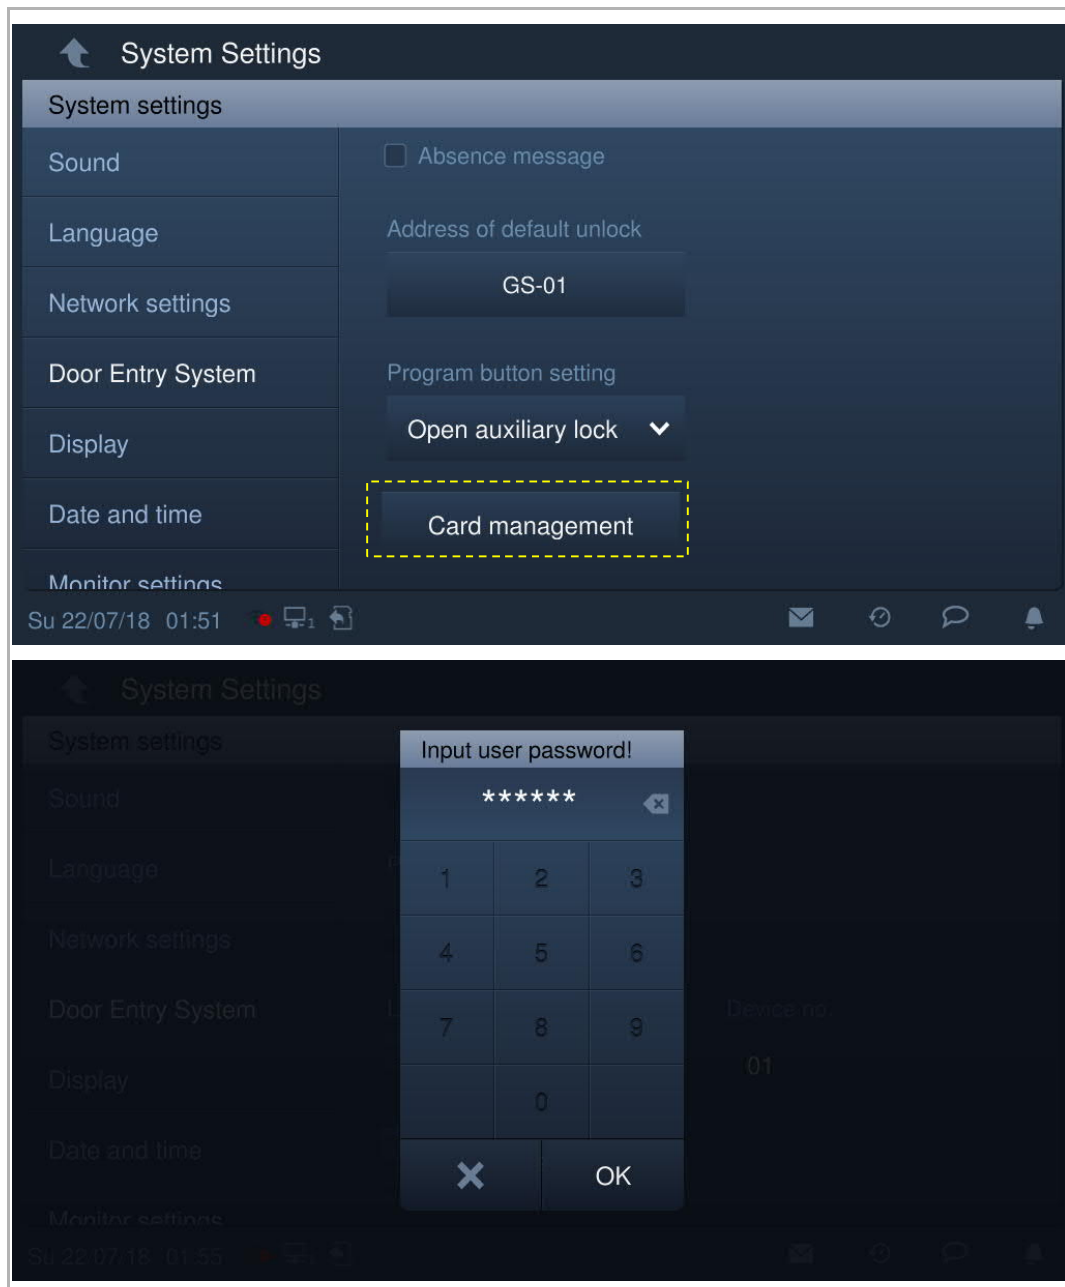 System Settings
System settings
Sound
Absence message
Language
Address of default unlock
GS-01
Network settings
Door Entry System
Program button setting
Open auxiliary lock
Display
Date and time
Card management
Monitor settings
Su 22/07/18 01:51
1
System Settings
System settings
Input user password!
******
Sound
Language
1 2 3
Network settings
4 5 6
Door Entry System
Device no.
7 8 9
Display
01
0
Date and time
OK
Monitor settings
Su 22/07/18 01:55